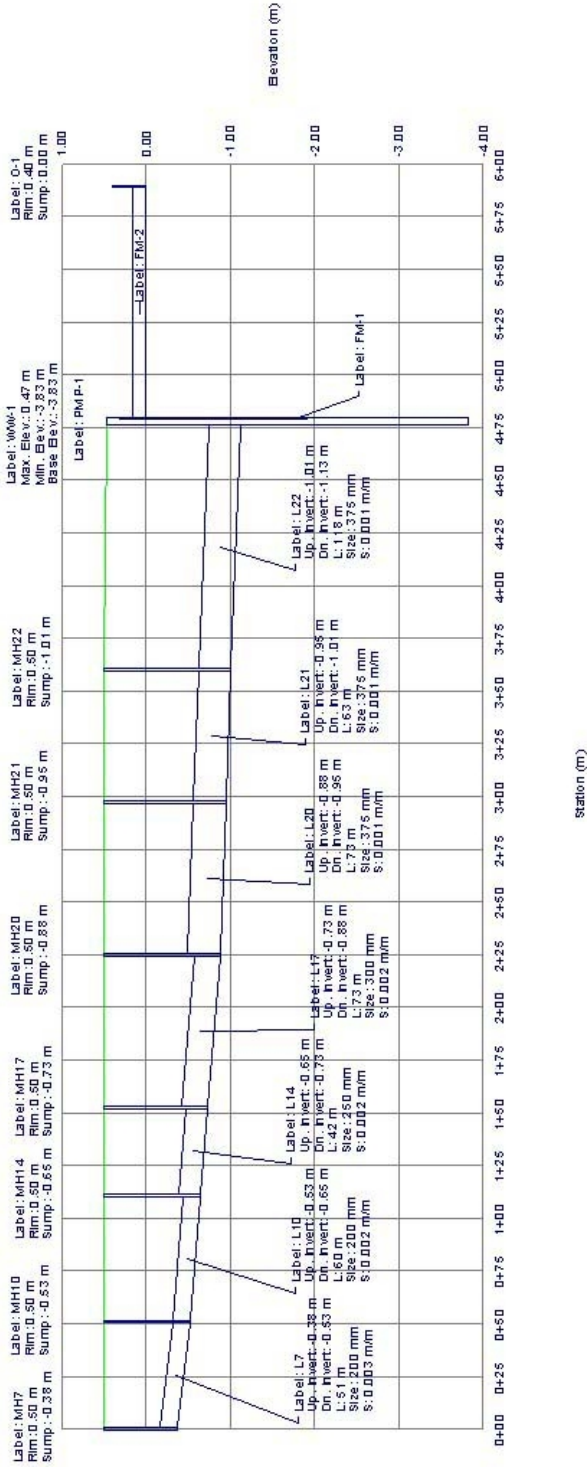 Label: MH7
Rim: 0.50 m
Sump: -0.38 m
Label: MH10
Rim: 0.50 m
Sump: -0.53 m
Label: MH14
Rim: 0.50 m
Sump: -0.65 m
Label: MH17
Rim: 0.50 m
Sump: -0.73 m
Label: MH20
Rim: 0.50 m
Sump: -0.88 m
Label: MH21
Rim: 0.50 m
Sump: -0.95 m
Label: MH22
Rim: 0.50 m
Sump: -1.01 m
Label: WW-1
Max. Elev.: 0.47 m
Min. Elev.: -3.83 m
Base Elev.: -3.83 m
Label: PMP-1
Label: O-1
Rim: 0.40 m
Sump: 0.00 m
Label: FM-2
Label: FM-1
Label: L7
Up. Invert: -0.38 m
Dn. Invert: -0.53 m
L: 51 m
Size: 200 mm
S: 0.003 m/m
Label: L10
Up. Invert: -0.53 m
Dn. Invert: -0.65 m
L: 60 m
Size: 200 mm
S: 0.002 m/m
Label: L14
Up. Invert: -0.65 m
Dn. Invert: -0.73 m
L: 42 m
Size: 250 mm
S: 0.002 m/m
Label: L17
Up. Invert: -0.73 m
Dn. Invert: -0.88 m
L: 73 m
Size: 300 mm
S: 0.002 m/m
Label: L20
Up. Invert: -0.88 m
Dn. Invert: -0.95 m
L: 73 m
Size: 375 mm
S: 0.001 m/m
Label: L21
Up. Invert: -0.95 m
Dn. Invert: -1.01 m
L: 63 m
Size: 375 mm
S: 0.001 m/m
Label: L22
Up. Invert: -1.01 m
Dn. Invert: -1.13 m
L: 118 m
Size: 375 mm
S: 0.001 m/m
1.00
0.00
-1.00
-2.00
-3.00
-4.00
Elevation (m)
0+00 0+25 0+50 0+75 1+00 1+25 1+50 1+75 2+00 2+25 2+50 2+75 3+00 3+25 3+50 3+75 4+00 4+25 4+50 4+75 5+00 5+25 5+50 5+75 6+00
Station (m)